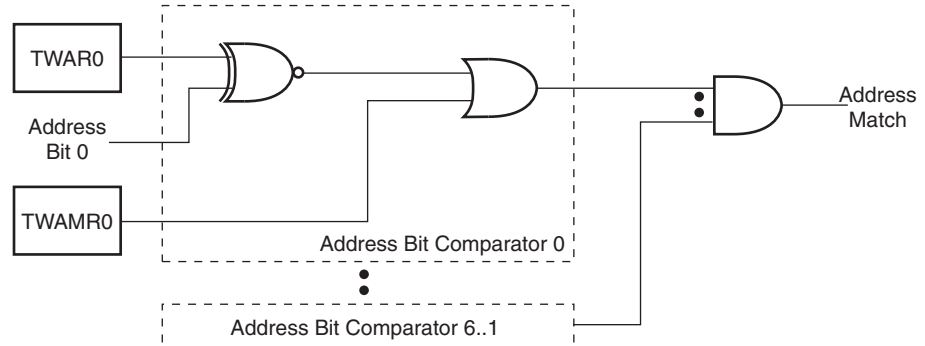 TWAR0
Address
Bit 0
TWAMR0
Address Bit Comparator 0
Address Bit Comparator 6..1
Address
Match